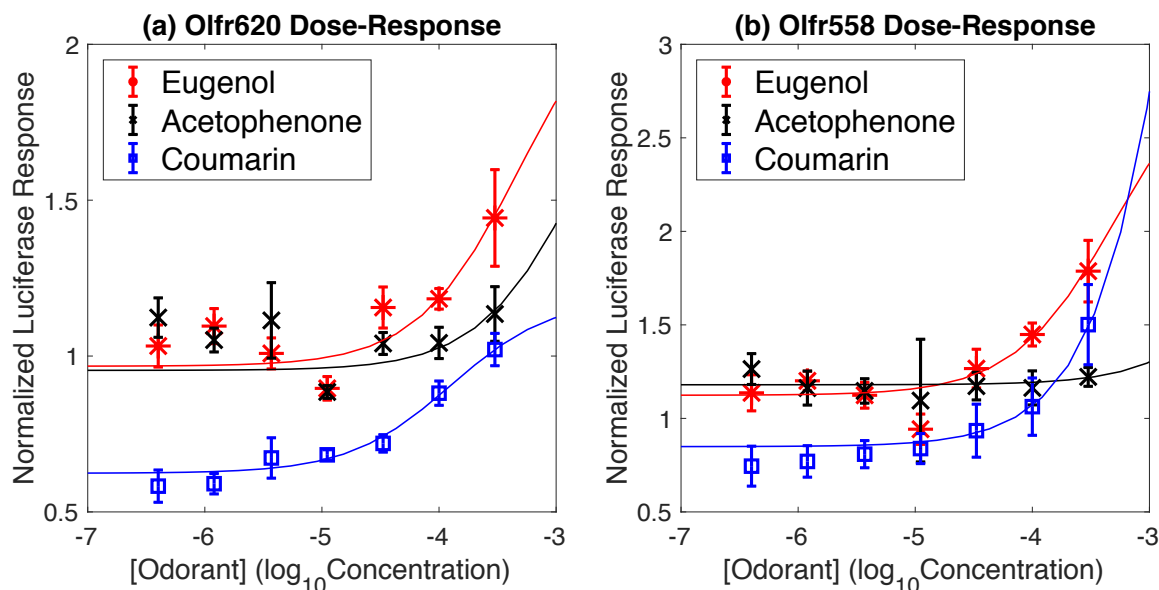 (a) Olfr620 Dose-Response
2
1.5
1
0.5
-7
-6
-5
-4
-3
Normalized Luciferase Response
[Odorant] (log10Concentration)
Eugenol
Acetophenone
Coumarin
(b) Olfr558 Dose-Response
3
2.5
2
1.5
1
0.5
-7
-6
-5
-4
-3
Normalized Luciferase Response
[Odorant] (log10Concentration)
Eugenol
Acetophenone
Coumarin